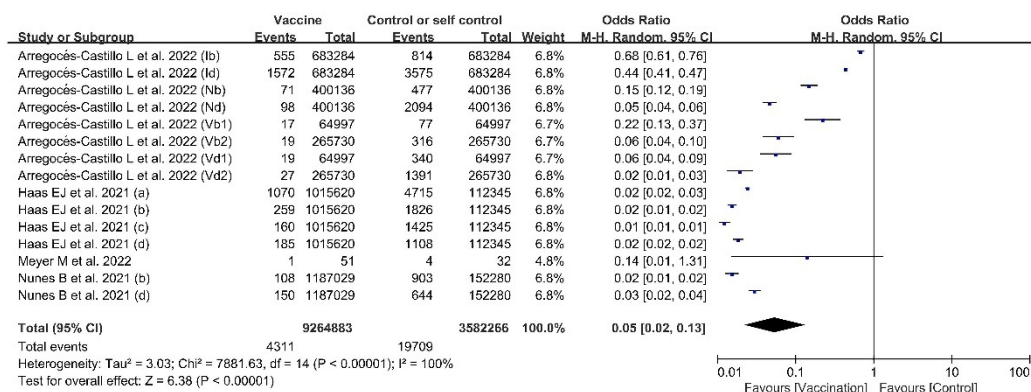 Vaccine Control or self control Odds Ratio Odds Ratio
Study or Subgroup Events Total Events Total Weight M-H. Random. 95% CI M-H. Random. 95% CI
Arregocés-Castillo L et al. 2022 (Ib) 555 683284 814 683284 6.8% 0.68 [0.61, 0.76]
Arregocés-Castillo L et al. 2022 (Id) 1572 683284 3575 683284 6.8% 0.44 [0.41, 0.47]
Arregocés-Castillo L et al. 2022 (Nb) 71 400136 477 400136 6.8% 0.15 [0.12, 0.19]
Arregocés-Castillo L et al. 2022 (Nd) 98 400136 2094 400136 6.8% 0.05 [0.04, 0.06]
Arregocés-Castillo L et al. 2022 (Vb1) 17 64997 77 64997 6.7% 0.22 [0.13, 0.37]
Arregocés-Castillo L et al. 2022 (Vb2) 19 265730 316 265730 6.7% 0.06 [0.04, 0.10]
Arregocés-Castillo L et al. 2022 (Vd1) 19 64997 340 64997 6.7% 0.06 [0.04, 0.09]
Arregocés-Castillo L et al. 2022 (Vd2) 27 265730 1391 265730 6.8% 0.02 [0.01, 0.03]
Haas EJ et al. 2021 (a) 1070 1015620 4715 112345 6.8% 0.02 [0.02, 0.03]
Haas EJ et al. 2021 (b) 259 1015620 1826 112345 6.8% 0.02 [0.01, 0.02]
Haas EJ et al. 2021 (c) 160 1015620 1425 112345 6.8% 0.01 [0.01, 0.01]
Haas EJ et al. 2021 (d) 185 1015620 1108 112345 6.8% 0.02 [0.02, 0.02]
Meyer M et al. 2022 1 51 4 32 4.8% 0.14 [0.01, 1.31]
Nunes B et al. 2021 (b) 108 1187029 903 152280 6.8% 0.02 [0.01, 0.02]
Nunes B et al. 2021 (d) 150 1187029 644 152280 6.8% 0.03 [0.02, 0.04]
Total (95% CI) 9264883 3582266 100.0% 0.05 [0.02, 0.13]
Total events 4311 19709
Heterogeneity: Tau² = 3.03; Chi² = 7881.63, df = 14 (P < 0.00001); I² = 100%
Test for overall effect: Z = 6.38 (P < 0.00001)
0.01 0.1 1 10 100
Favours [Vaccination] Favours [Control]